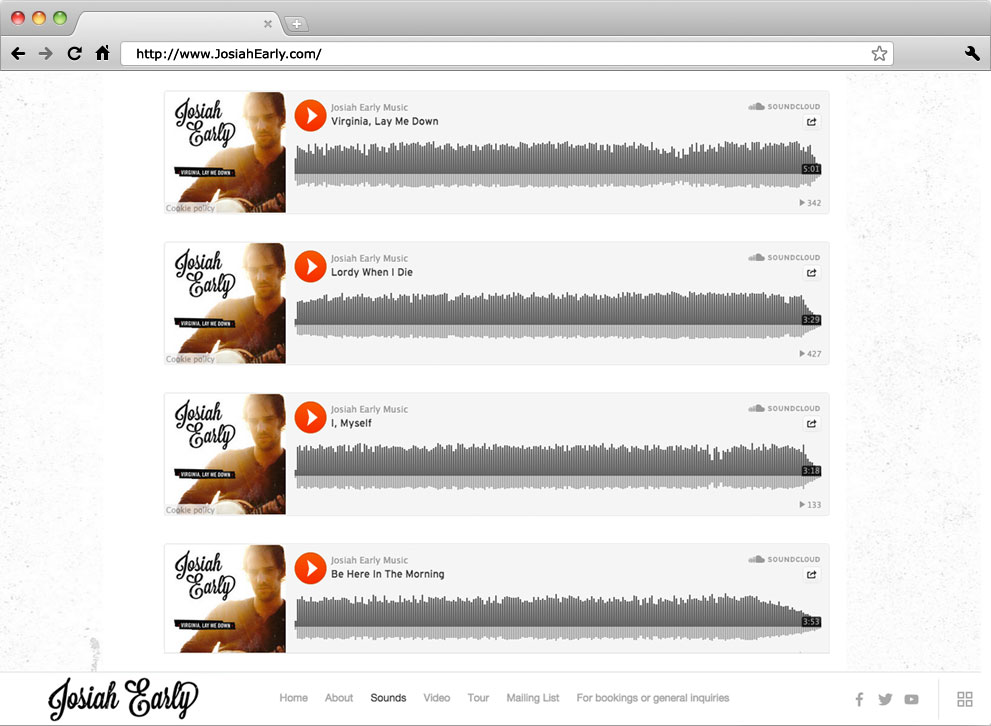 http://www.JosiahEarly.com/
Josiah
Early
VIRGINIA, LAY ME DOWN
Cookie policy
Josiah Early Music
Virginia, Lay Me Down
SOUNDCLOUD
5:01
342
Josiah
Early
VIRGINIA, LAY ME DOWN
Cookie policy
Josiah Early Music
Lordy When I Die
SOUNDCLOUD
3:29
427
Josiah
Early
VIRGINIA, LAY ME DOWN
Cookie policy
Josiah Early Music
I, Myself
SOUNDCLOUD
3:18
133
Josiah
Early
VIRGINIA, LAY ME DOWN
Josiah Early Music
Be Here In The Morning
SOUNDCLOUD
3:53
Josiah Early
Home About Sounds Video Tour Mailing List For bookings or general inquiries